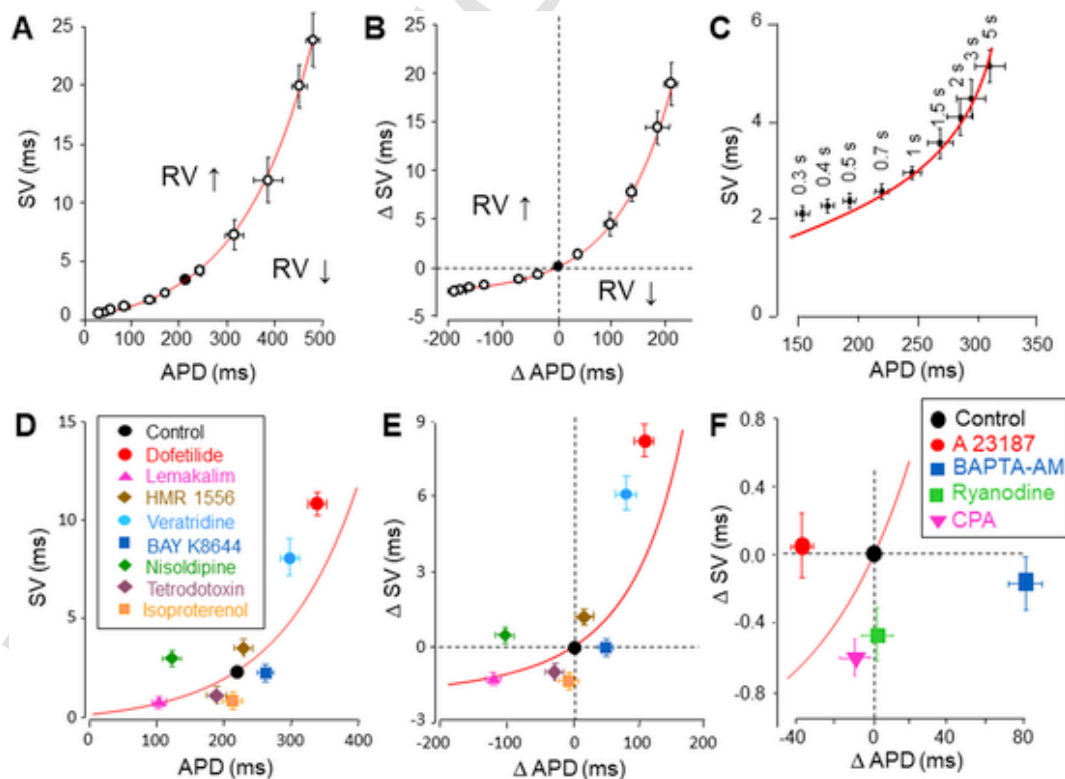 A
SV (ms)
25
20
15
10
5
0
RV ↑
RV ↓
0 100 200 300 400 500
APD (ms)
B
Δ SV (ms)
25
20
15
10
5
0
-5
RV ↑
RV ↓
-200 -100 0 100 200
Δ APD (ms)
C
SV (ms)
6
4
2
0
0.3 s
0.4 s
0.5 s
0.7 s
1 s
1.5 s
2 s
3 s
5 s
150 200 250 300 350
APD (ms)
D
SV (ms)
15
10
5
0
Control
Dofetilide
Lemakalim
HMR 1556
Veratridine
BAY K8644
Nisoldipine
Tetrodotoxin
Isoproterenol
0 100 200 300 400
APD (ms)
E
Δ SV (ms)
9
6
3
0
-3
-200 -100 0 100 200
Δ APD (ms)
F
Δ SV (ms)
0.8
0.4
0.0
-0.4
-0.8
Control
A 23187
BAPTA-AM
Ryanodine
CPA
-40 0 40 80
Δ APD (ms)